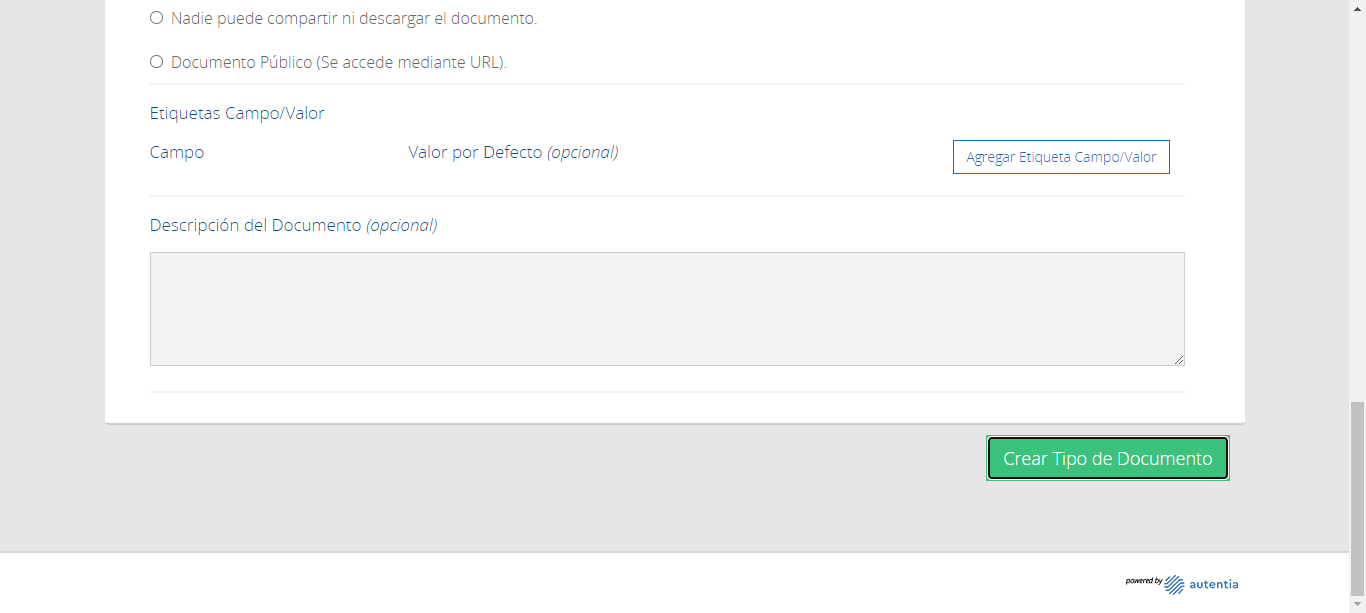 Nadie puede compartir ni descargar el documento.
Documento Público (Se accede mediante URL).
Etiquetas Campo/Valor
Campo Valor por Defecto (opcional) Agregar Etiqueta Campo/Valor
Descripción del Documento (opcional)
Crear Tipo de Documento
powered by autentia